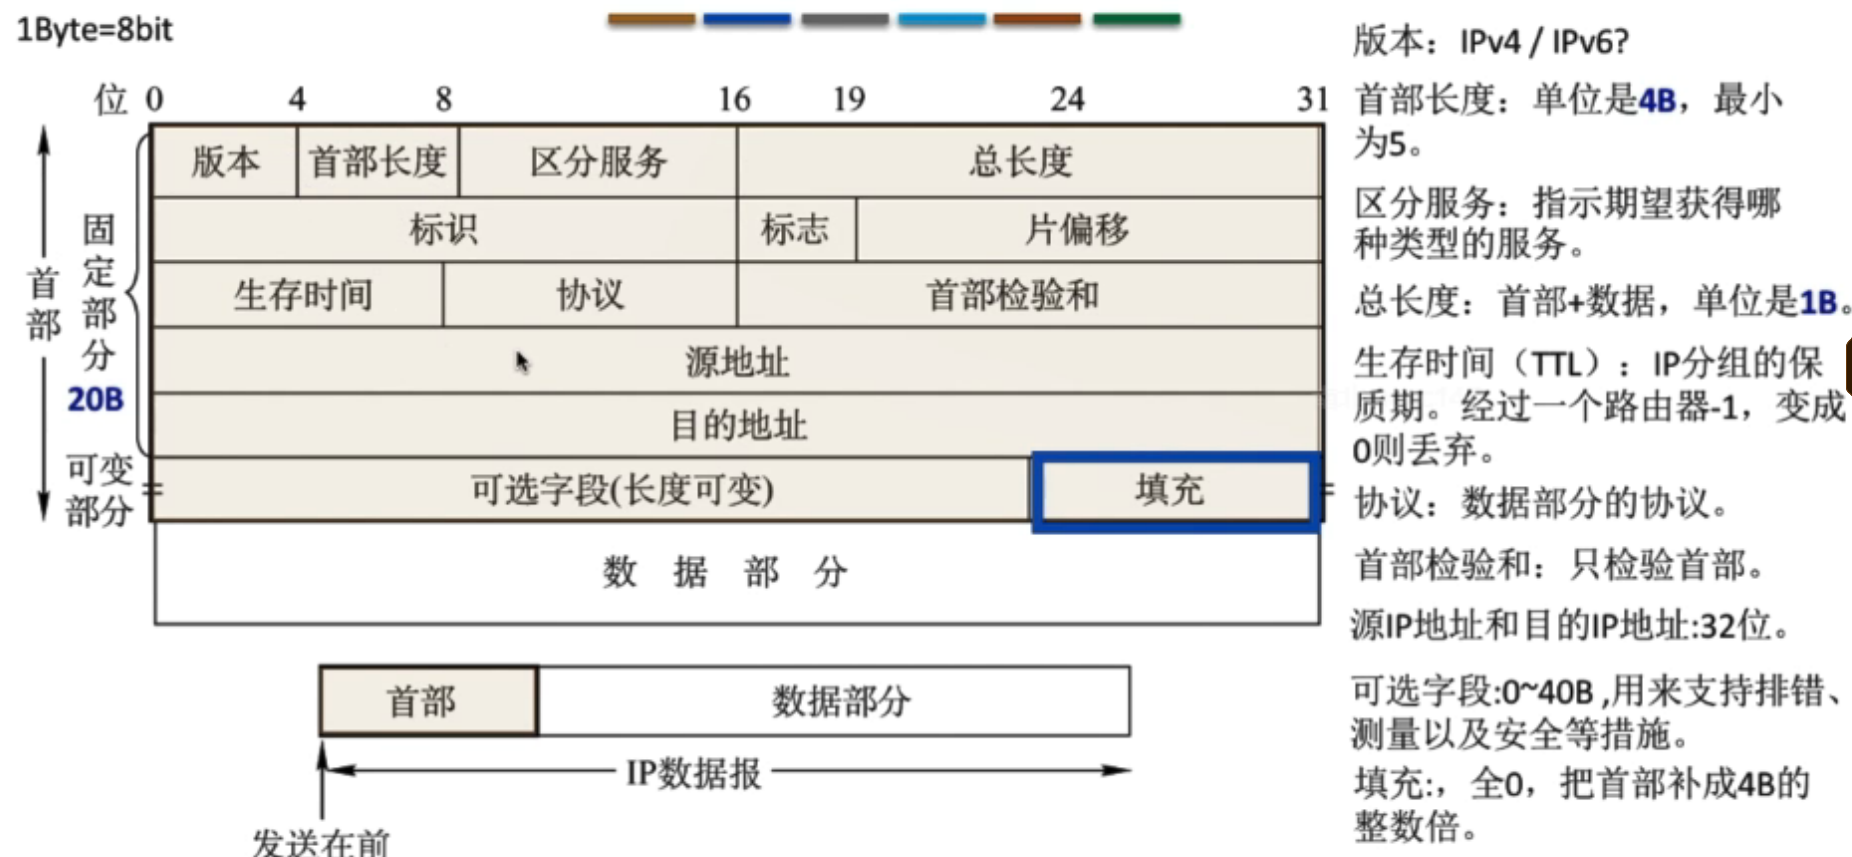 1Byte=8bit
位 0 4 8 16 19 24 31
版本 首部长度 区分服务 总长度
标识 标志 片偏移
生存时间 协议 首部检验和
源地址
目的地址
可选字段(长度可变) 填充
数据部分
首部
固定部分
20B
可变
部分
首部 数据部分
IP数据报
发送在前
版本：IPv4 / IPv6?
首部长度：单位是4B，最小
为5。
区分服务：指示期望获得哪
种类型的服务。
总长度：首部+数据，单位是1B。
生存时间（TTL）：IP分组的保
质期。经过一个路由器-1，变成
0则丢弃。
协议：数据部分的协议。
首部检验和：只检验首部。
源IP地址和目的IP地址:32位。
可选字段:0~40B ,用来支持排错、
测量以及安全等措施。
填充:，全0，把首部补成4B的
整数倍。